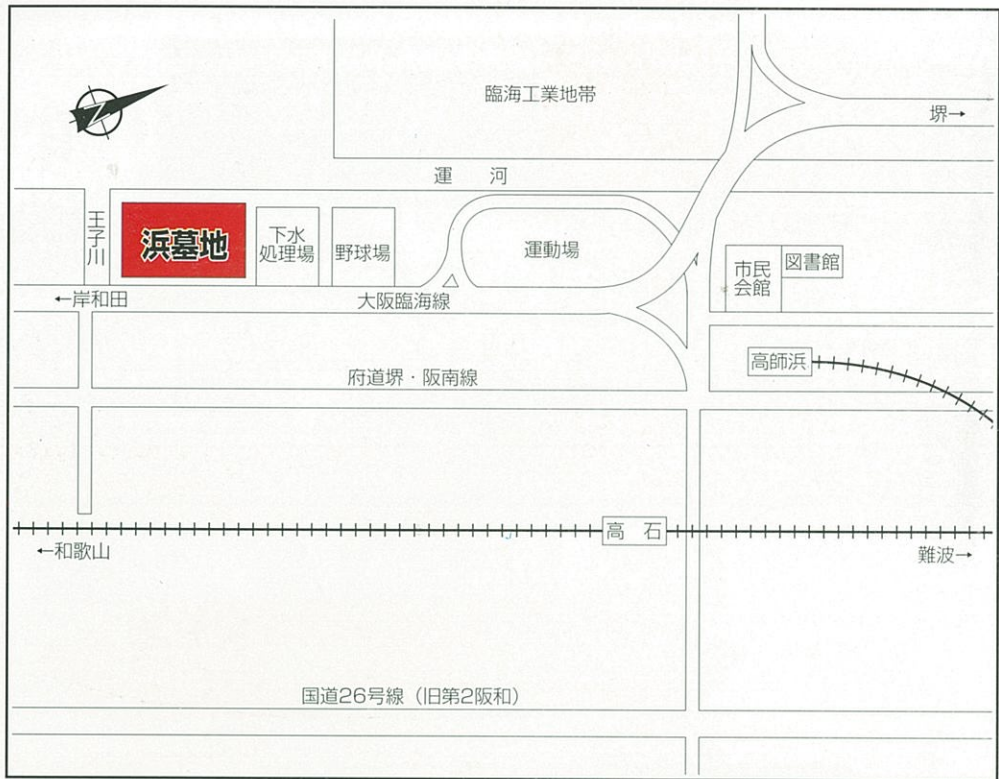 臨海工業地帯
N
堺→
運河
王子川
浜墓地
下水
処理場
野球場
運動場
市民
会館
図書館
←岸和田
大阪臨海線
高師浜
府道堺・阪南線
高石
←和歌山
難波→
国道26号線(旧第2阪和)